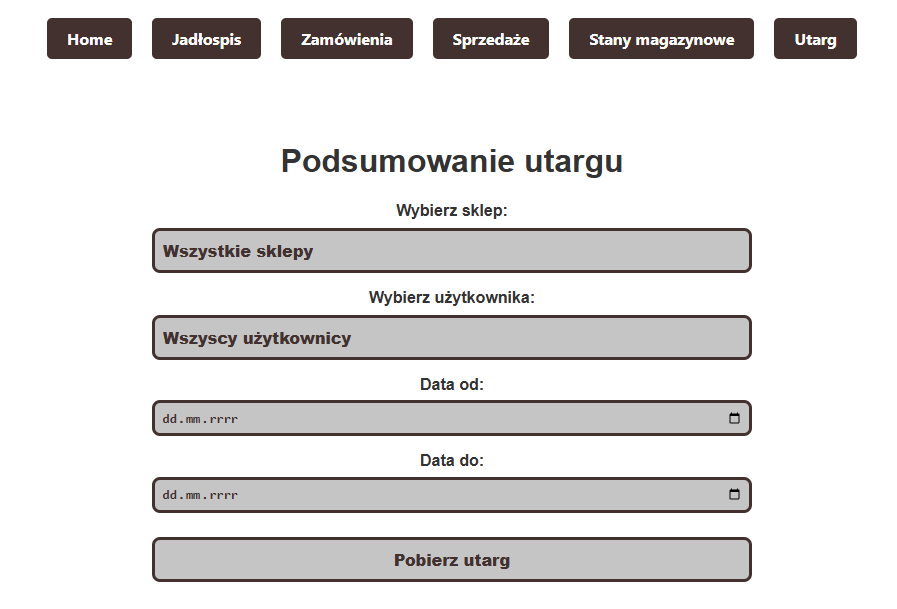 Home Jadłospis Zamówienia Sprzedaże Stany magazynowe Utarg
Podsumowanie utargu
Wybierz sklep:
Wszystkie sklepy
Wybierz użytkownika:
Wszyscy użytkownicy
Data od:
dd.mm.rrrr
Data do:
dd.mm.rrrr
Pobierz utarg